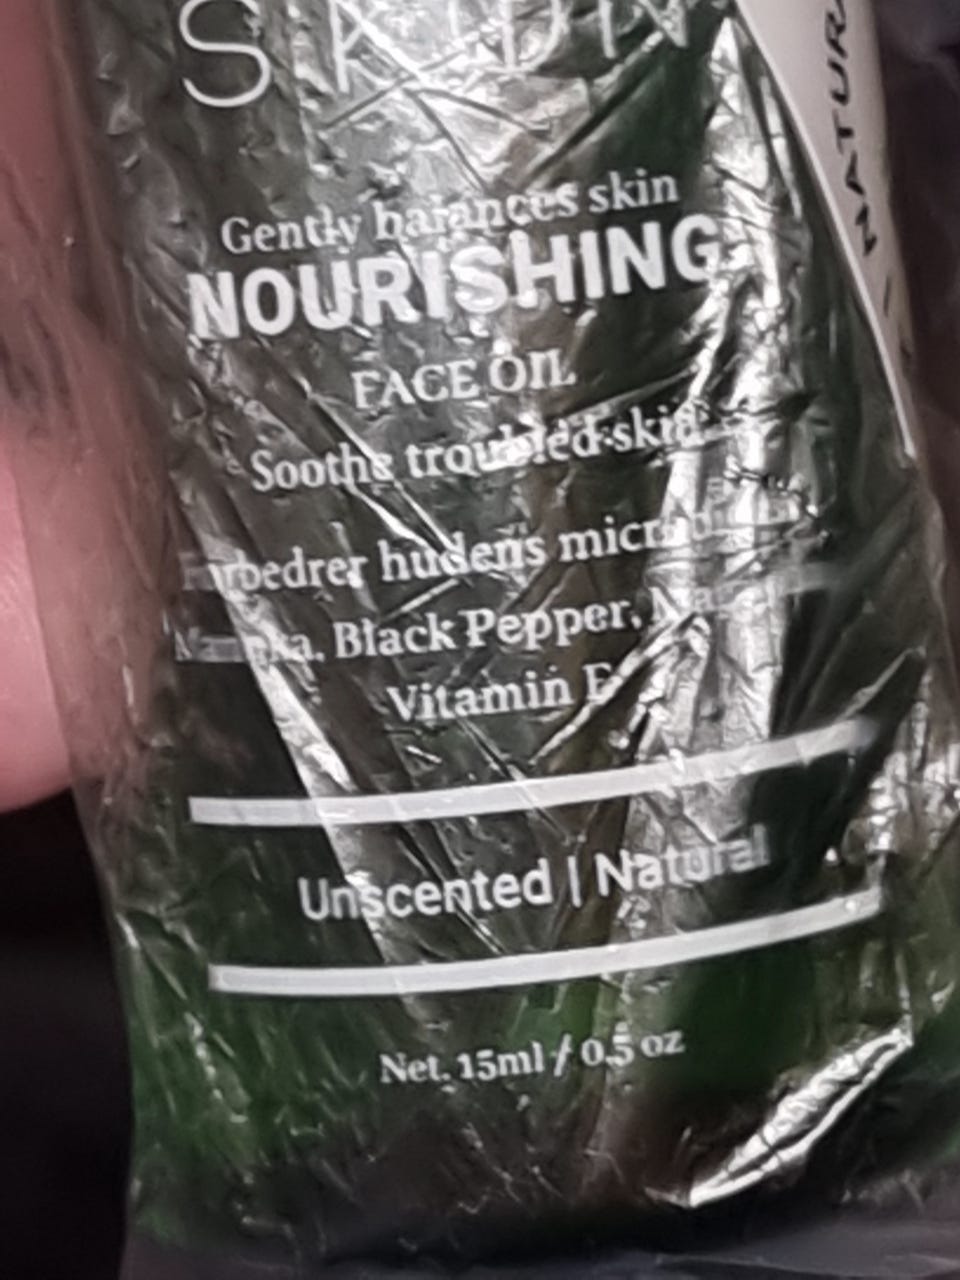 Gently balances skin
NOURISHING
FACE OIL
Soothe troubled skin
hudens
Black Pepper,
Vitamin E
Unscented | Natural
Net. 15ml / 0,5 oz